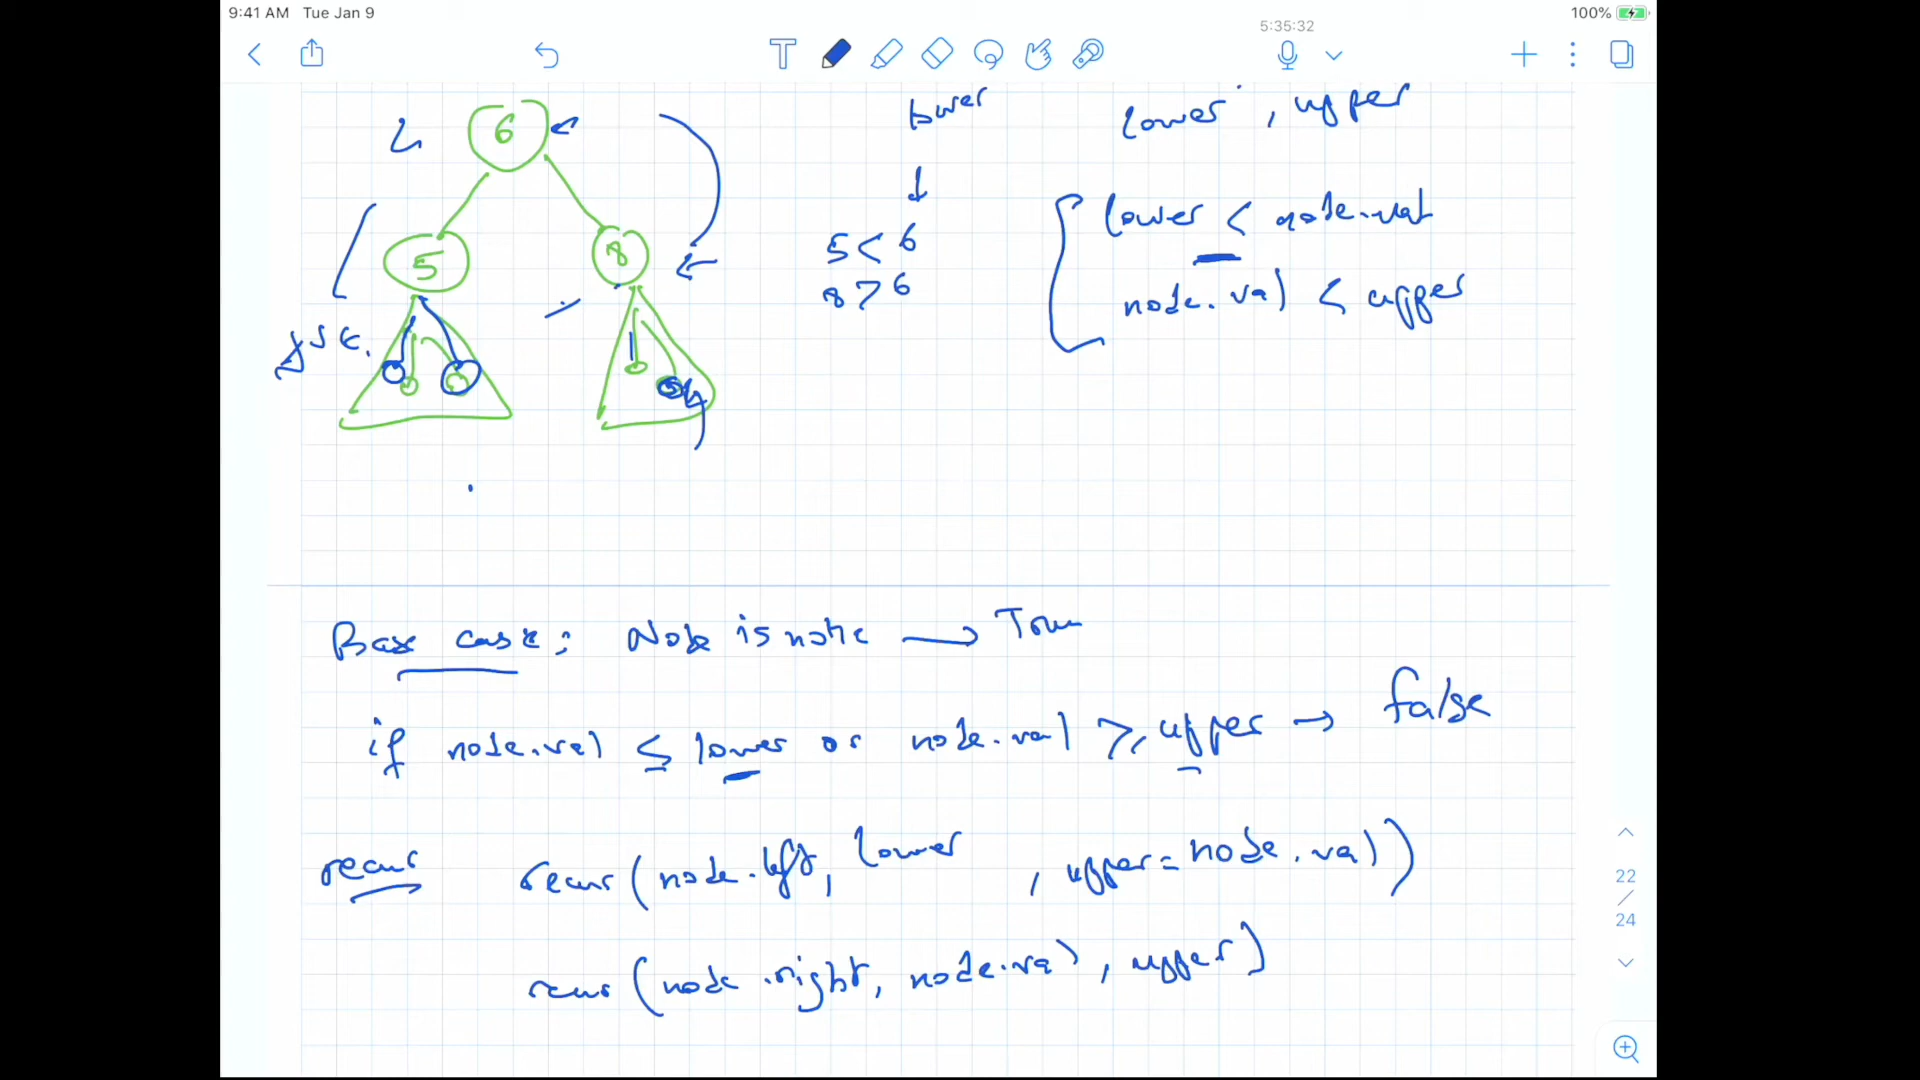 9:41 AM Tue Jan 9
100%
5:35:32
T
6
lower
lower , upper
5
8
5 < 6
8 > 6
lower < node.val
node.val < upper
Base case: Node is none → True
if node.val ≤ lower or node.val ≥ upper → false
recur recur (node.left, lower , upper = node.val)
recur (node.right, node.val, upper)
22
/
24